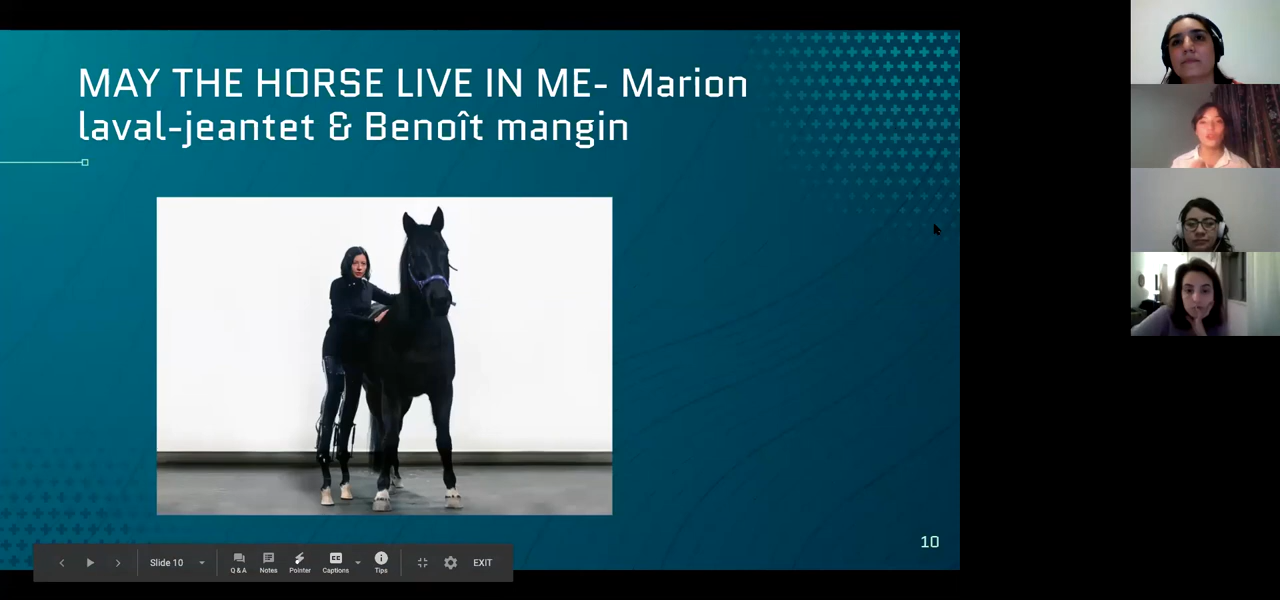 MAY THE HORSE LIVE IN ME- Marion
laval-jeantet & Benoît mangin
10
Slide 10
Q & A
Notes
Pointer
Captions
Tips
EXIT